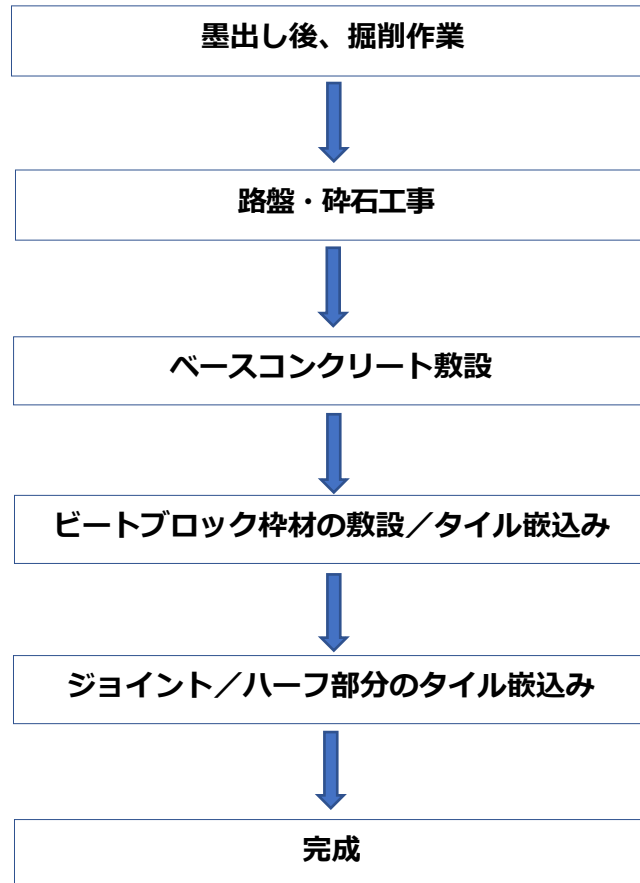 墨出し後、掘削作業
路盤・砕石工事
ベースコンクリート敷設
ビートブロック枠材の敷設／タイル嵌込み
ジョイント／ハーフ部分のタイル嵌込み
完成